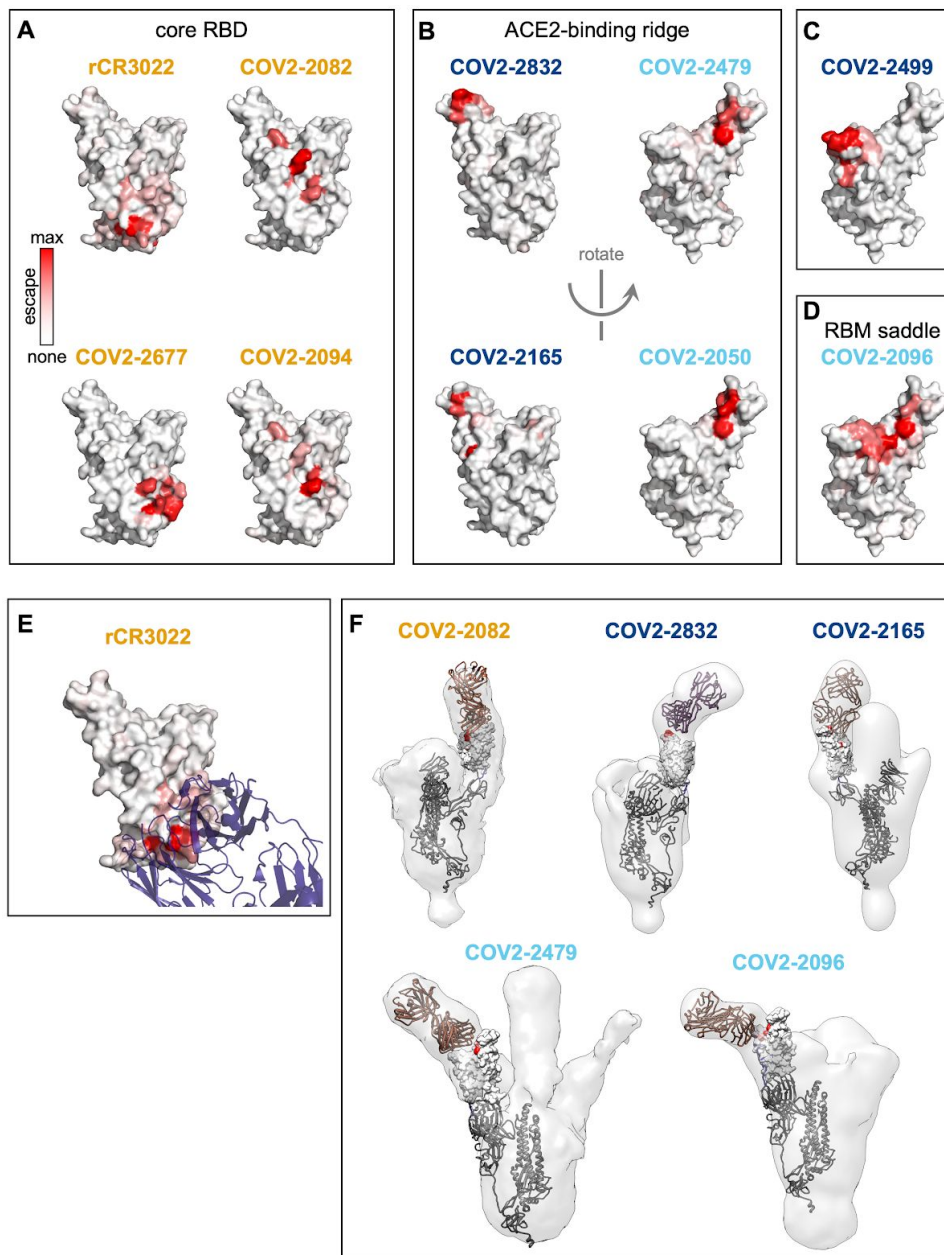 A
core RBD
rCR3022 COV2-2082
max
escape
none
COV2-2677 COV2-2094
B
ACE2-binding ridge
COV2-2832 COV2-2479
rotate
COV2-2165 COV2-2050
C
COV2-2499
D
RBM saddle
COV2-2096
E
rCR3022
F
COV2-2082 COV2-2832 COV2-2165
COV2-2479 COV2-2096